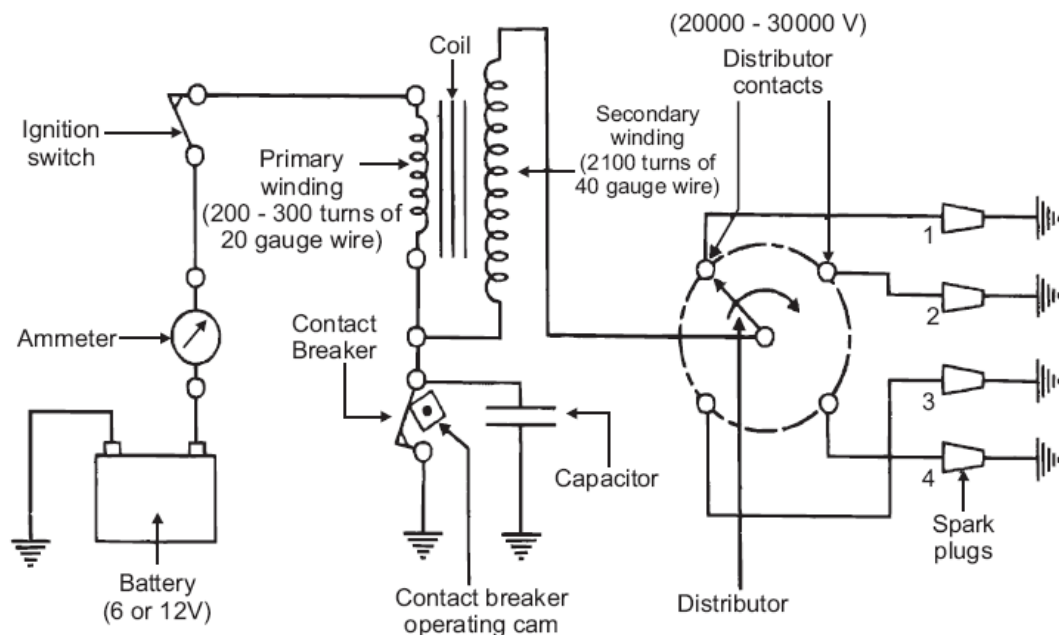 (20000 - 30000 V)
Distributor
contacts
Coil
Ignition
switch
Primary
winding
(200 - 300 turns of
20 gauge wire)
Secondary
winding
(2100 turns of
40 gauge wire)
1
2
3
4
Ammeter
Contact
Breaker
Capacitor
Spark
plugs
Battery
(6 or 12V)
Contact breaker
operating cam
Distributor